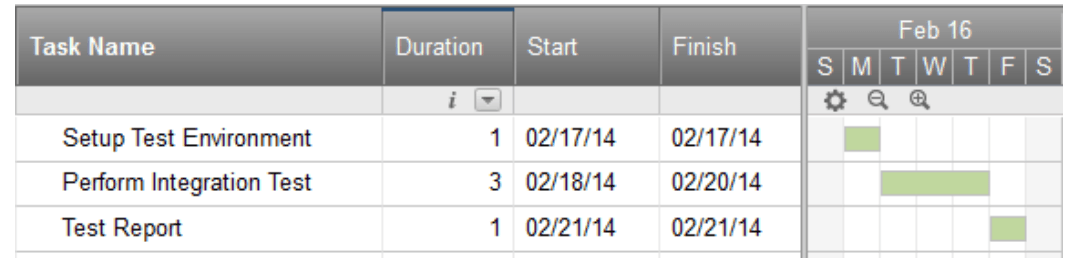 Task Name Duration Start Finish Feb 16
S M T W T F S
i
Setup Test Environment 1 02/17/14 02/17/14
Perform Integration Test 3 02/18/14 02/20/14
Test Report 1 02/21/14 02/21/14